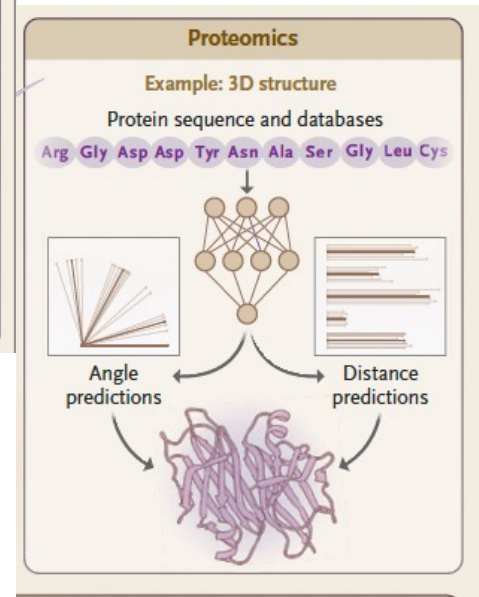 Proteomics
Example: 3D structure
Protein sequence and databases
Arg Gly Asp Asp Tyr Asn Ala Ser Gly Leu Cys
Angle
predictions
Distance
predictions